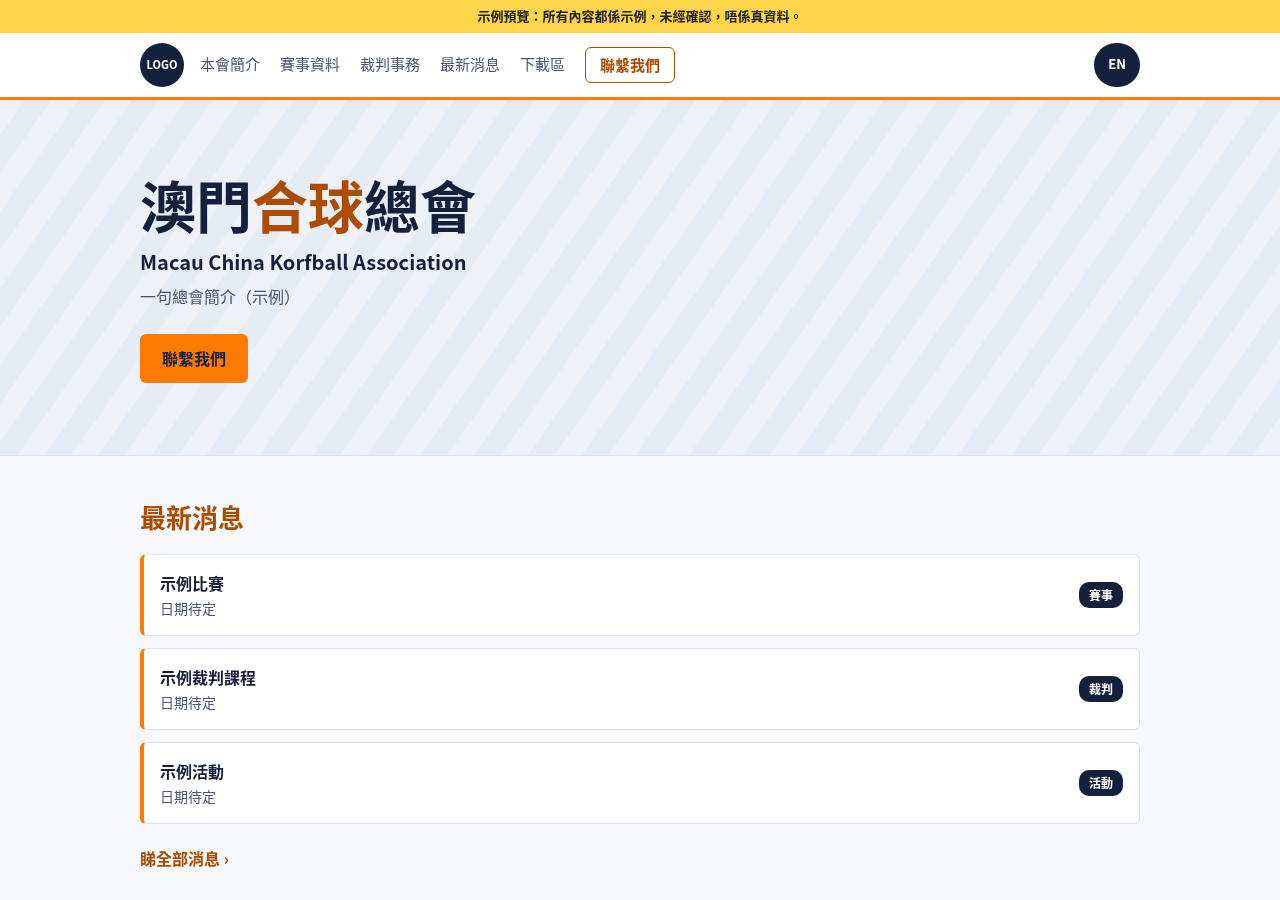 示例預覽：所有內容都係示例，未經確認，唔係真資料。
LOGO 本會簡介 賽事資料 裁判事務 最新消息 下載區 聯繫我們 EN
澳門合球總會
Macau China Korfball Association
一句總會簡介（示例）
聯繫我們
最新消息
示例比賽
日期待定
賽事
示例裁判課程
日期待定
裁判
示例活動
日期待定
活動
睇全部消息 ›